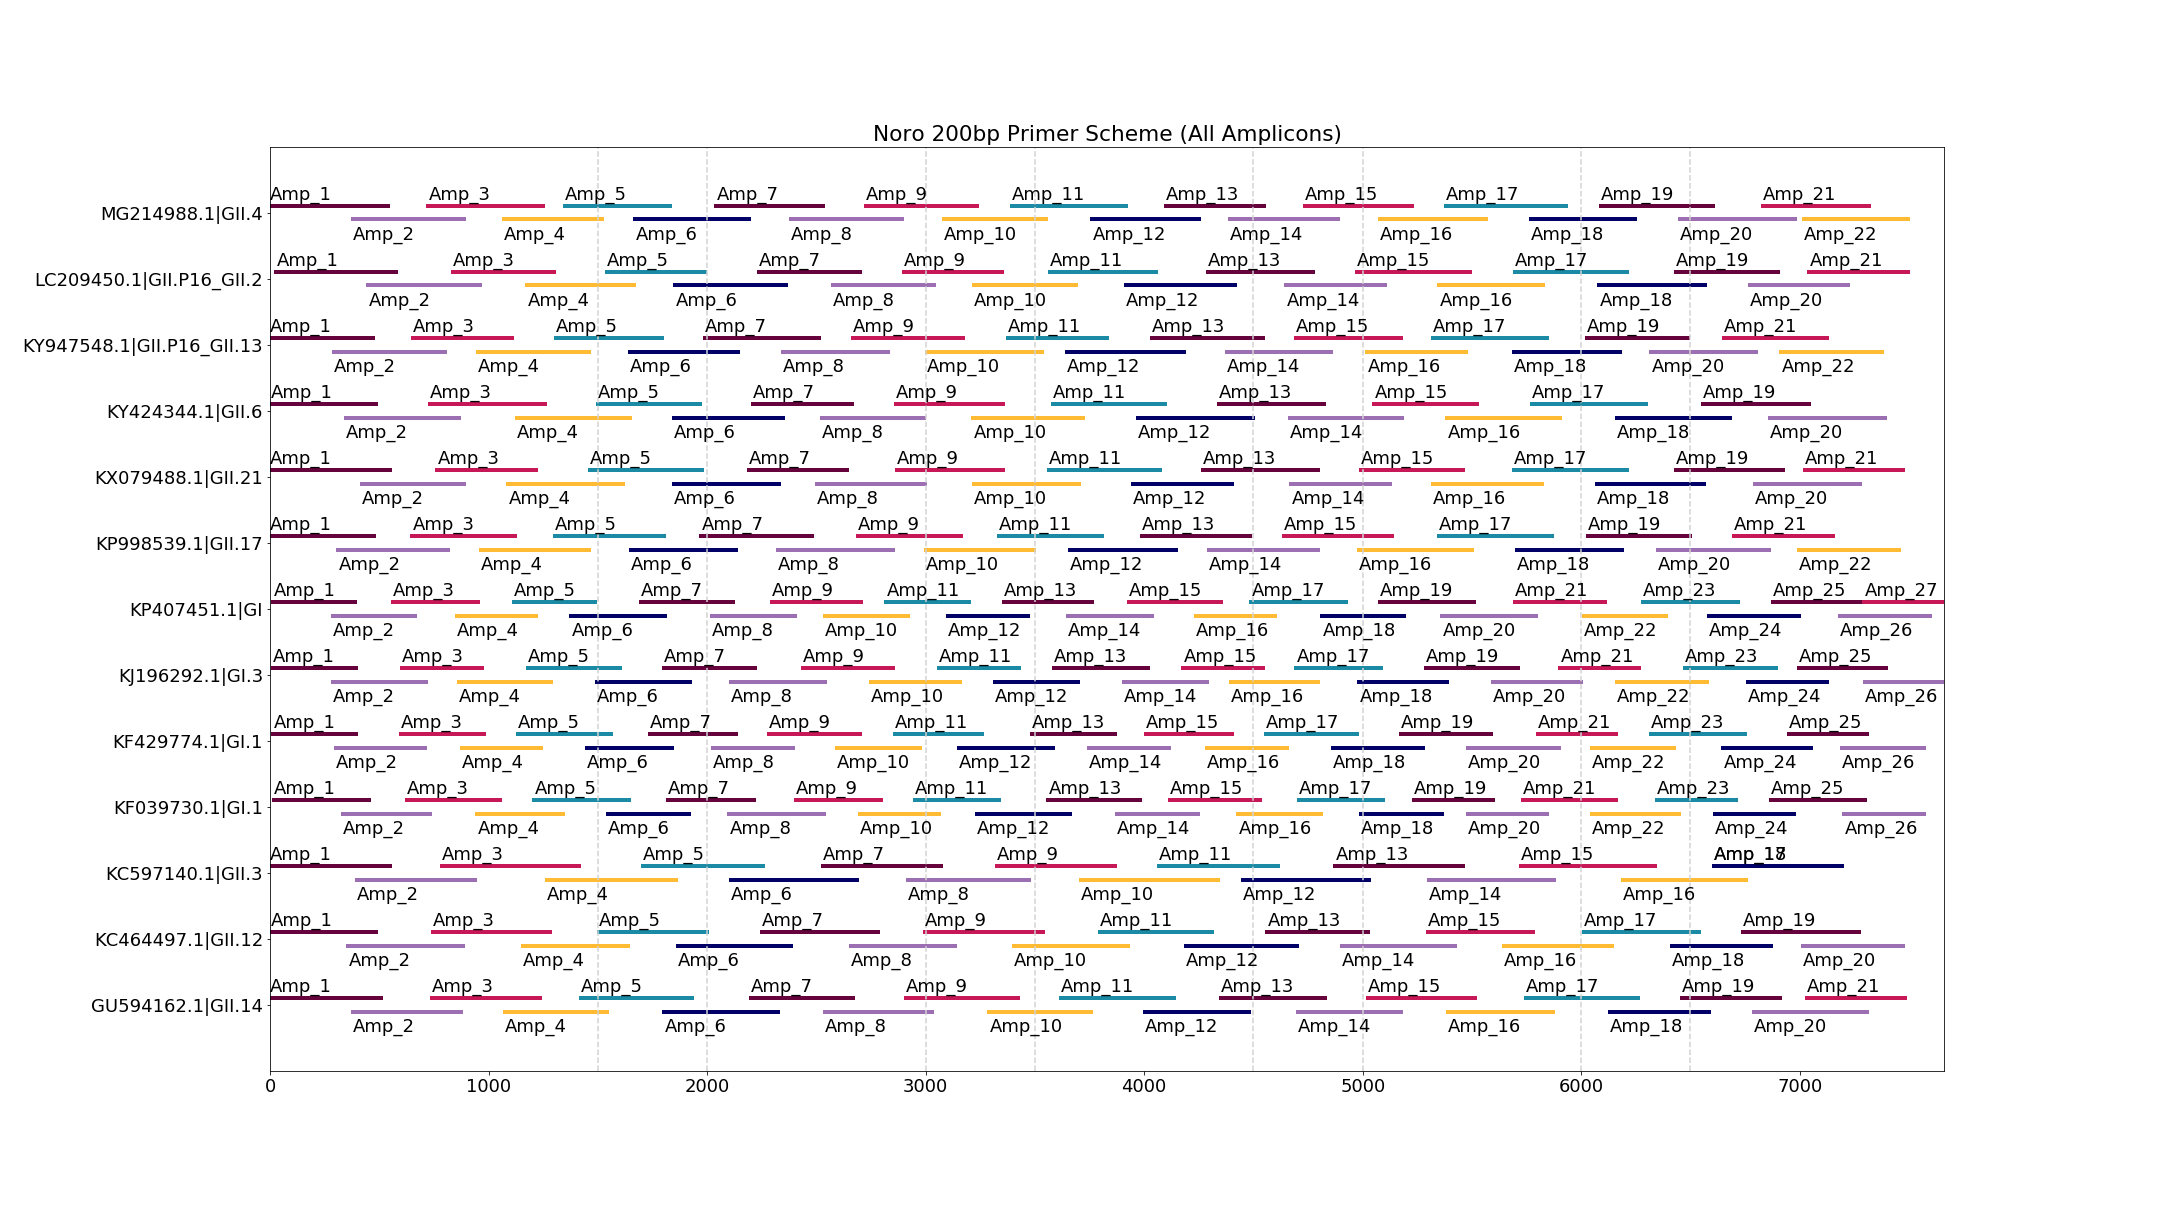 Noro 200bp Primer Scheme (All Amplicons)
Amp_1 Amp_3 Amp_5 Amp_7 Amp_9 Amp_11 Amp_13 Amp_15 Amp_17 Amp_19 Amp_21
MG214988.1|GII.4
Amp_2 Amp_4 Amp_6 Amp_8 Amp_10 Amp_12 Amp_14 Amp_16 Amp_18 Amp_20 Amp_22
Amp_1 Amp_3 Amp_5 Amp_7 Amp_9 Amp_11 Amp_13 Amp_15 Amp_17 Amp_19 Amp_21
LC209450.1|GII.P16_GII.2
Amp_2 Amp_4 Amp_6 Amp_8 Amp_10 Amp_12 Amp_14 Amp_16 Amp_18 Amp_20
Amp_1 Amp_3 Amp_5 Amp_7 Amp_9 Amp_11 Amp_13 Amp_15 Amp_17 Amp_19 Amp_21
KY947548.1|GII.P16_GII.13
Amp_2 Amp_4 Amp_6 Amp_8 Amp_10 Amp_12 Amp_14 Amp_16 Amp_18 Amp_20 Amp_22
Amp_1 Amp_3 Amp_5 Amp_7 Amp_9 Amp_11 Amp_13 Amp_15 Amp_17 Amp_19
KY424344.1|GII.6
Amp_2 Amp_4 Amp_6 Amp_8 Amp_10 Amp_12 Amp_14 Amp_16 Amp_18 Amp_20
Amp_1 Amp_3 Amp_5 Amp_7 Amp_9 Amp_11 Amp_13 Amp_15 Amp_17 Amp_19 Amp_21
KX079488.1|GII.21
Amp_2 Amp_4 Amp_6 Amp_8 Amp_10 Amp_12 Amp_14 Amp_16 Amp_18 Amp_20
Amp_1 Amp_3 Amp_5 Amp_7 Amp_9 Amp_11 Amp_13 Amp_15 Amp_17 Amp_19 Amp_21
KP998539.1|GII.17
Amp_2 Amp_4 Amp_6 Amp_8 Amp_10 Amp_12 Amp_14 Amp_16 Amp_18 Amp_20 Amp_22
Amp_1 Amp_3 Amp_5 Amp_7 Amp_9 Amp_11 Amp_13 Amp_15 Amp_17 Amp_19 Amp_21 Amp_23 Amp_25 Amp_27
KP407451.1|GI
Amp_2 Amp_4 Amp_6 Amp_8 Amp_10 Amp_12 Amp_14 Amp_16 Amp_18 Amp_20 Amp_22 Amp_24 Amp_26
Amp_1 Amp_3 Amp_5 Amp_7 Amp_9 Amp_11 Amp_13 Amp_15 Amp_17 Amp_19 Amp_21 Amp_23 Amp_25
KJ196292.1|GI.3
Amp_2 Amp_4 Amp_6 Amp_8 Amp_10 Amp_12 Amp_14 Amp_16 Amp_18 Amp_20 Amp_22 Amp_24 Amp_26
Amp_1 Amp_3 Amp_5 Amp_7 Amp_9 Amp_11 Amp_13 Amp_15 Amp_17 Amp_19 Amp_21 Amp_23 Amp_25
KF429774.1|GI.1
Amp_2 Amp_4 Amp_6 Amp_8 Amp_10 Amp_12 Amp_14 Amp_16 Amp_18 Amp_20 Amp_22 Amp_24 Amp_26
Amp_1 Amp_3 Amp_5 Amp_7 Amp_9 Amp_11 Amp_13 Amp_15 Amp_17 Amp_19 Amp_21 Amp_23 Amp_25
KF039730.1|GI.1
Amp_2 Amp_4 Amp_6 Amp_8 Amp_10 Amp_12 Amp_14 Amp_16 Amp_18 Amp_20 Amp_22 Amp_24 Amp_26
Amp_1 Amp_3 Amp_5 Amp_7 Amp_9 Amp_11 Amp_13 Amp_15
KC597140.1|GII.3
Amp_2 Amp_4 Amp_6 Amp_8 Amp_10 Amp_12 Amp_14 Amp_16
Amp_1 Amp_3 Amp_5 Amp_7 Amp_9 Amp_11 Amp_13 Amp_15 Amp_17 Amp_19
KC464497.1|GII.12
Amp_2 Amp_4 Amp_6 Amp_8 Amp_10 Amp_12 Amp_14 Amp_16 Amp_18 Amp_20
Amp_1 Amp_3 Amp_5 Amp_7 Amp_9 Amp_11 Amp_13 Amp_15 Amp_17 Amp_19 Amp_21
GU594162.1|GII.14
Amp_2 Amp_4 Amp_6 Amp_8 Amp_10 Amp_12 Amp_14 Amp_16 Amp_18 Amp_20
0 1000 2000 3000 4000 5000 6000 7000